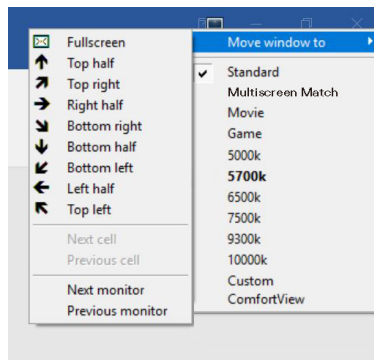 Fullscreen
Top half
Top right
Right half
Bottom right
Bottom half
Bottom left
Left half
Top left
Next cell
Previous cell
Next monitor
Previous monitor
Move window to
Standard
Multiscreen Match
Movie
Game
5000k
5700k
6500k
7500k
9300k
10000k
Custom
ComfortView